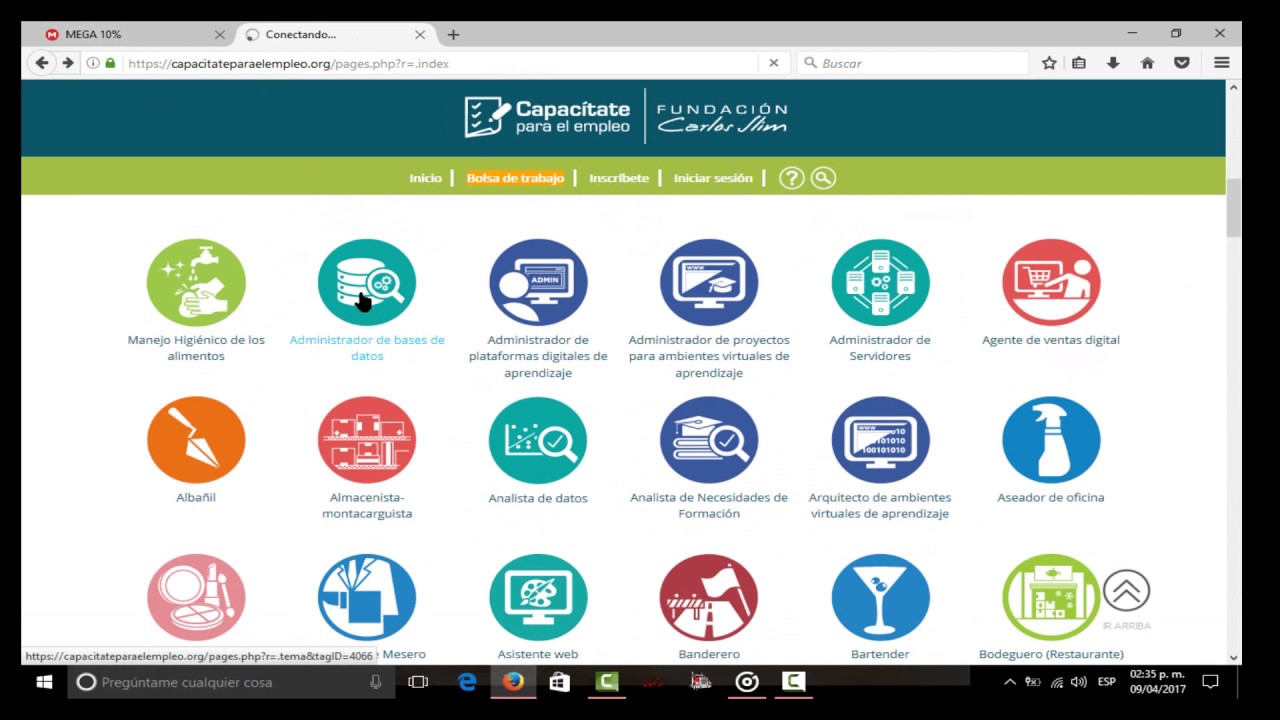 MEGA 10%
Conectando...
https://capacitateparaelempleo.org/pages.php?r=.index
Buscar
Capacítate
para el empleo
FUNDACIÓN
Carlos Slim
Inicio | Bolsa de trabajo | Inscríbete | Iniciar sesión |
ADMIN
WWW
Manejo Higiénico de los
alimentos
Administrador de bases de
datos
Administrador de
plataformas digitales de
aprendizaje
Administrador de proyectos
para ambientes virtuales de
aprendizaje
Administrador de
Servidores
Agente de ventas digital
WWW 10
101010
100101010
Albañil
Almacenista-
montacarguista
Analista de datos
Analista de Necesidades de
Formación
Arquitecto de ambientes
virtuales de aprendizaje
Aseador de oficina
IR ARRIBA
Mesero
Asistente web
Banderero
Bartender
Bodeguero (Restaurante)
https://capacitateparaelempleo.org/pages.php?r=.tema&tagID=4066
Pregúntame cualquier cosa
ESP
02:35 p. m.
09/04/2017